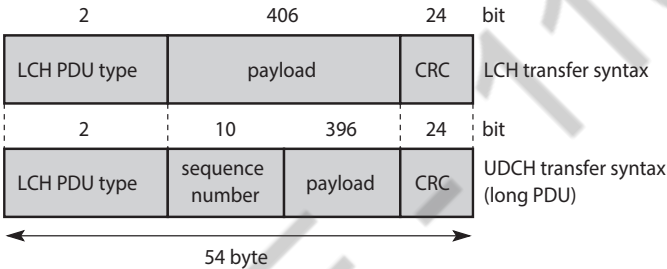 2 406 24 bit
LCH PDU type payload CRC LCH transfer syntax
2 10 396 24 bit
LCH PDU type sequence number payload CRC UDCH transfer syntax (long PDU)
54 byte